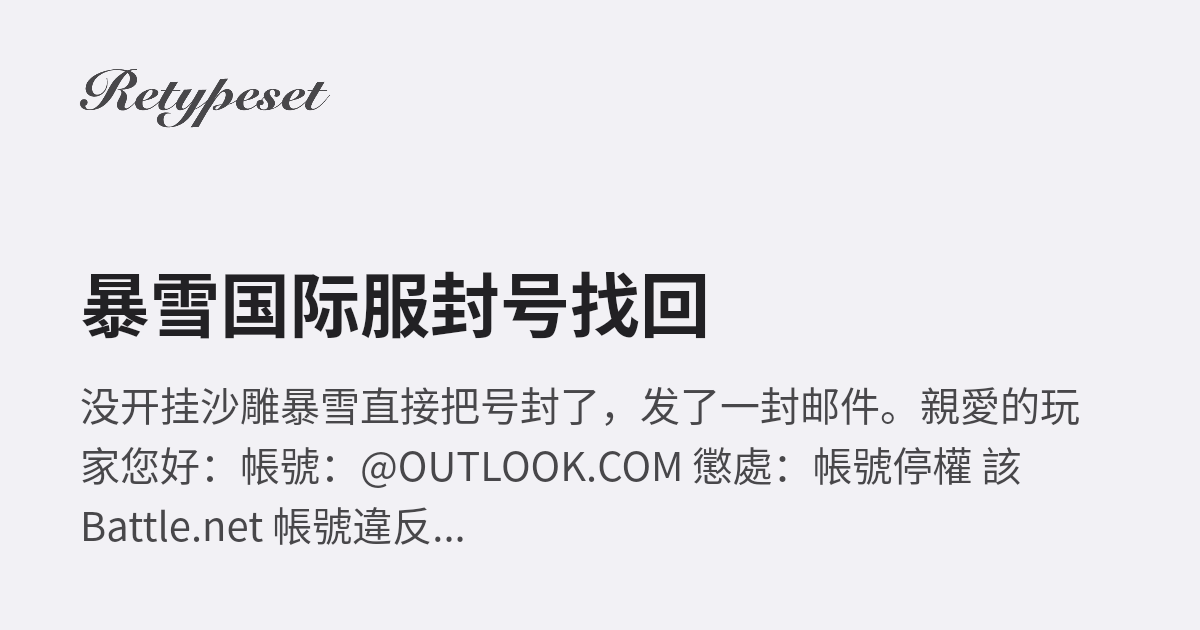 Retypeset
暴雪国际服封号找回
没开挂沙雕暴雪直接把号封了，发了一封邮件。親愛的玩
家您好：帳號：@OUTLOOK.COM 懲處：帳號停權 該
Battle.net 帳號違反...